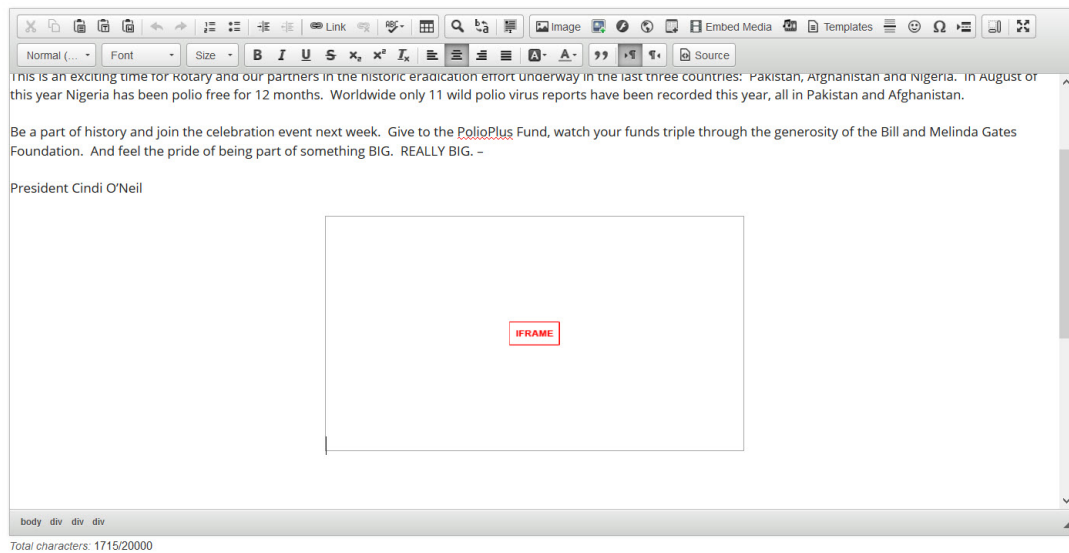 Link
Image
Embed Media
Templates
Normal (...
Font
Size
B I U S x₂ x² Iₓ
A A
Source
This is an exciting time for Rotary and our partners in the historic eradication effort underway in the last three countries:  Pakistan, Afghanistan and Nigeria.  In August of
this year Nigeria has been polio free for 12 months.  Worldwide only 11 wild polio virus reports have been recorded this year, all in Pakistan and Afghanistan.
Be a part of history and join the celebration event next week.  Give to the PolioPlus Fund, watch your funds triple through the generosity of the Bill and Melinda Gates
Foundation.  And feel the pride of being part of something BIG.  REALLY BIG. –
President Cindi O’Neil
IFRAME
body div div div
Total characters: 1715/20000